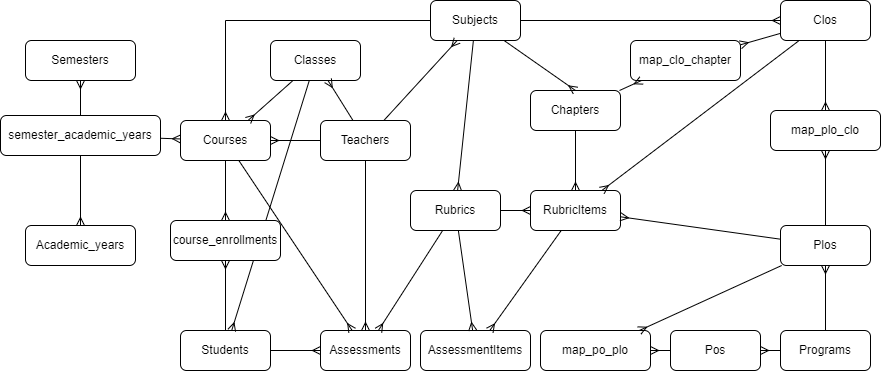 Subjects
Clos
Semesters
Classes
map_clo_chapter
Chapters
semester_academic_years
Courses
Teachers
map_plo_clo
Rubrics
RubricItems
Academic_years
course_enrollments
Plos
Students
Assessments
AssessmentItems
map_po_plo
Pos
Programs